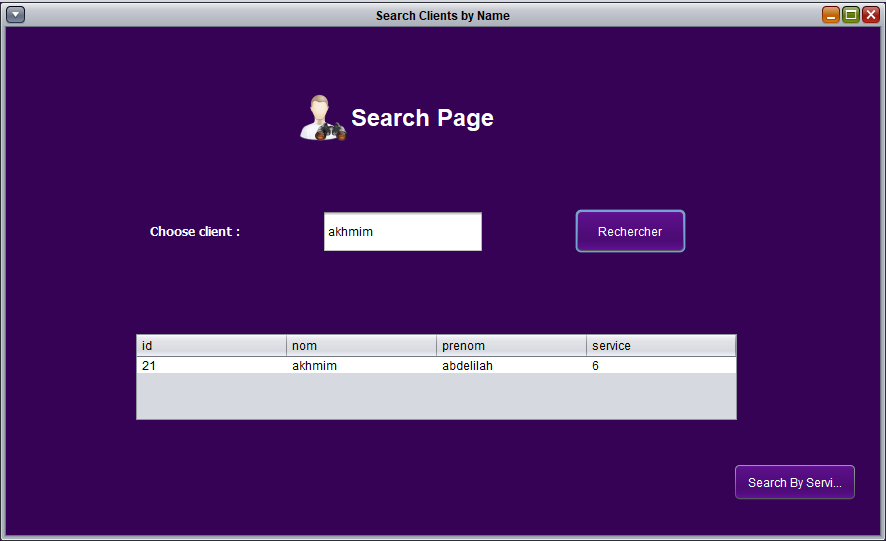 Search Clients by Name
Search Page
Choose client : akhmim Rechercher
id nom prenom service
21 akhmim abdelilah 6
Search By Servi...